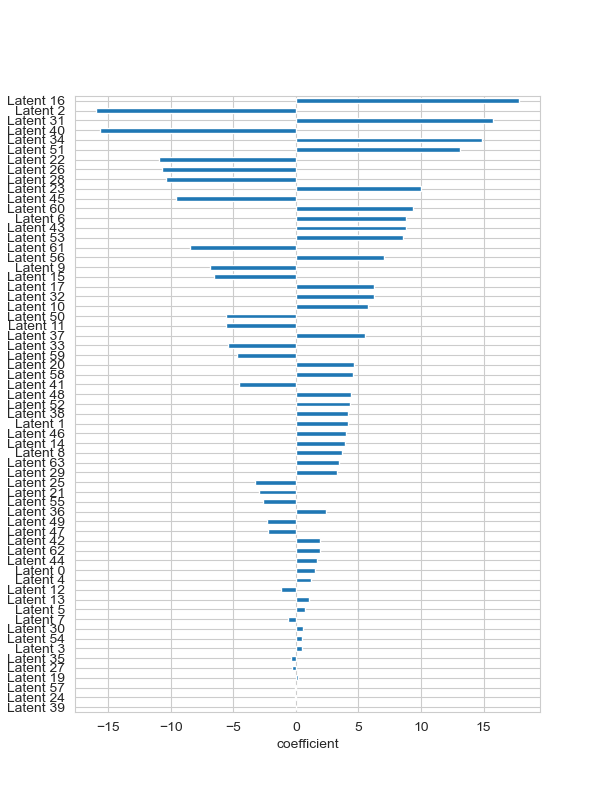 Latent 16
Latent 2
Latent 31
Latent 40
Latent 34
Latent 51
Latent 22
Latent 26
Latent 28
Latent 23
Latent 45
Latent 60
Latent 6
Latent 43
Latent 53
Latent 61
Latent 56
Latent 9
Latent 15
Latent 17
Latent 32
Latent 10
Latent 50
Latent 11
Latent 37
Latent 33
Latent 59
Latent 20
Latent 58
Latent 41
Latent 48
Latent 52
Latent 38
Latent 1
Latent 46
Latent 14
Latent 8
Latent 63
Latent 29
Latent 25
Latent 21
Latent 55
Latent 36
Latent 49
Latent 47
Latent 42
Latent 62
Latent 44
Latent 0
Latent 4
Latent 12
Latent 13
Latent 5
Latent 7
Latent 30
Latent 54
Latent 3
Latent 35
Latent 27
Latent 19
Latent 57
Latent 24
Latent 39
−15 −10 −5 0 5 10 15
coefficient